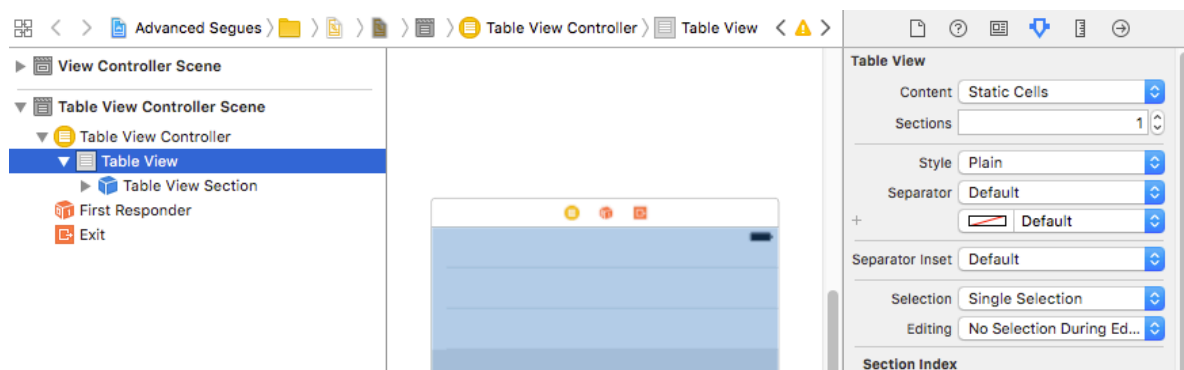 Advanced Segues Table View Controller Table View
View Controller Scene
Table View Controller Scene
Table View Controller
Table View
Table View Section
First Responder
Exit
Table View
Content Static Cells
Sections 1
Style Plain
Separator Default
Default
Separator Inset Default
Selection Single Selection
Editing No Selection During Ed...
Section Index